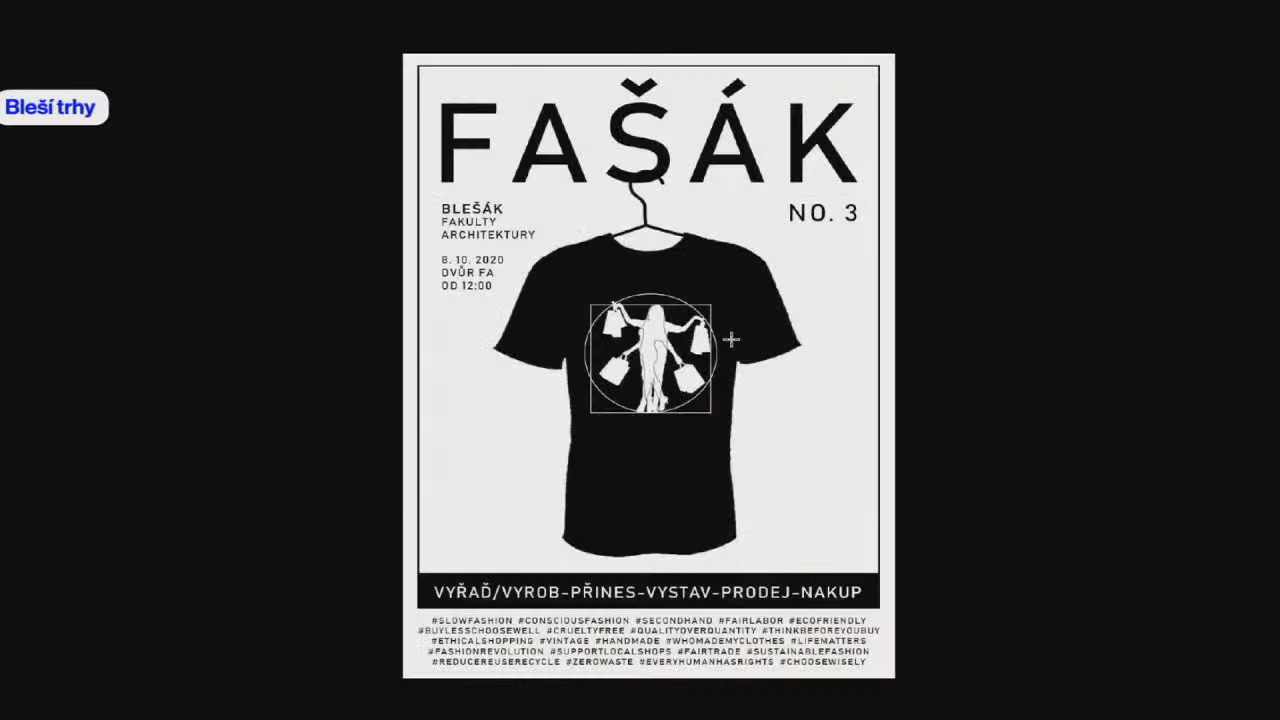 Bleší trhy
FAŠÁK
NO. 3
BLEŠÁK
FAKULTY
ARCHITEKTURY
8. 10. 2020
DVŮR FA
OD 12:00
VYŘAĎ/VYROB-PŘINES-VYSTAV-PRODEJ-NAKUP
#SLOWFASHION #CONSCIOUSFASHION #SECONDHAND #FAIRLABOR #ECOFRIENDLY
#BUYLESSCHOOSEWELL #CRUELTYFREE #QUALITYOVERQUANTITY #THINKBEFOREYOUBUY
#ETHICALSHOPPING #VINTAGE #HANDMADE #WHOMADEMYCLOTHES #LIFEMATTERS
#FASHIONREVOLUTION #SUPPORTLOCALSHOPS #FAIRTRADE #SUSTAINABLEFASHION
#REDUCEREUSERECYCLE #ZEROWASTE #EVERYHUMANHASRIGHTS #CHOOSEWISELY